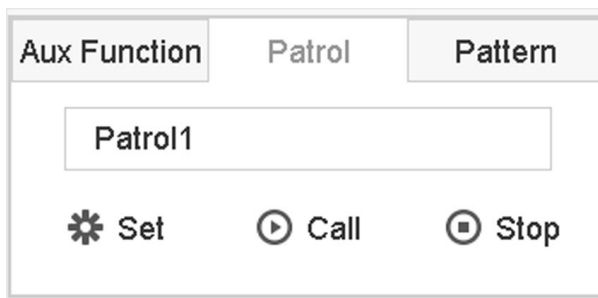 Aux Function Patrol Pattern
Patrol1
Set Call Stop